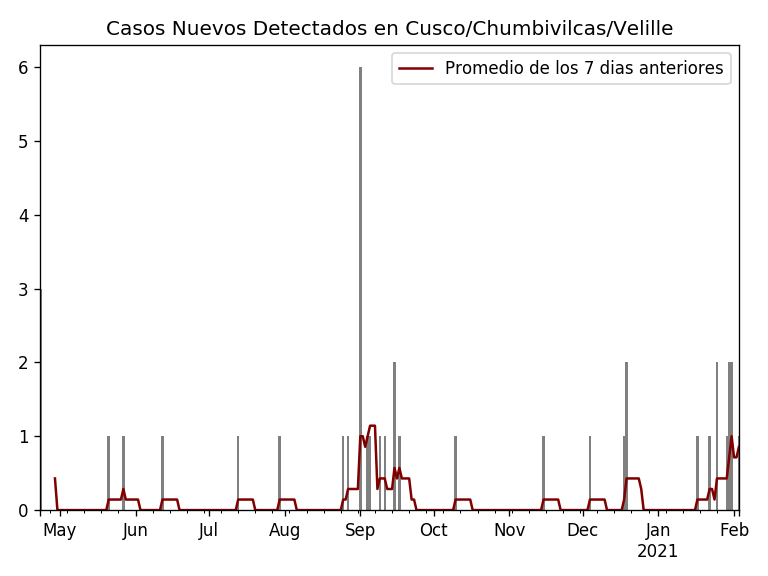 Casos Nuevos Detectados en Cusco/Chumbivilcas/Velille
Promedio de los 7 dias anteriores
6
5
4
3
2
1
0
May Jun Jul Aug Sep Oct Nov Dec Jan Feb
2021